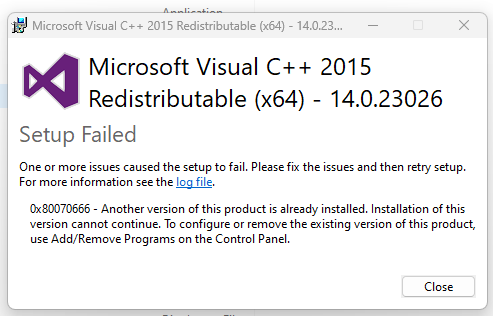 Application
Microsoft Visual C++ 2015 Redistributable (x64) - 14.0.23...
Microsoft Visual C++ 2015
Redistributable (x64) - 14.0.23026
Setup Failed
One or more issues caused the setup to fail. Please fix the issues and then retry setup.
For more information see the log file.
0x80070666 - Another version of this product is already installed. Installation of this
version cannot continue. To configure or remove the existing version of this product,
use Add/Remove Programs on the Control Panel.
Close